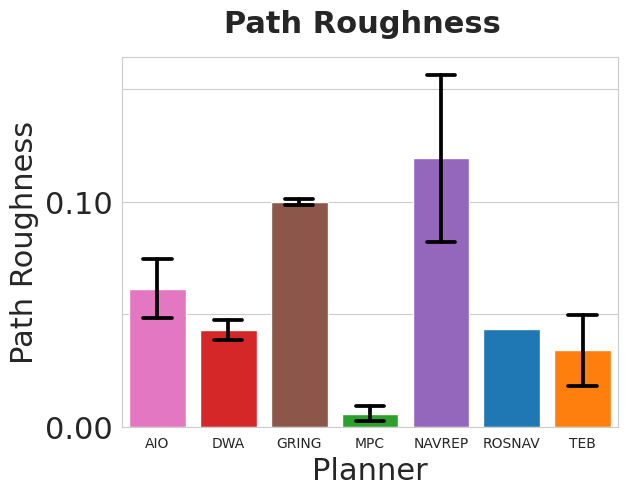 Path Roughness
Path Roughness
0.10
0.00
AIO DWA GRING MPC NAVREP ROSNAV TEB
Planner